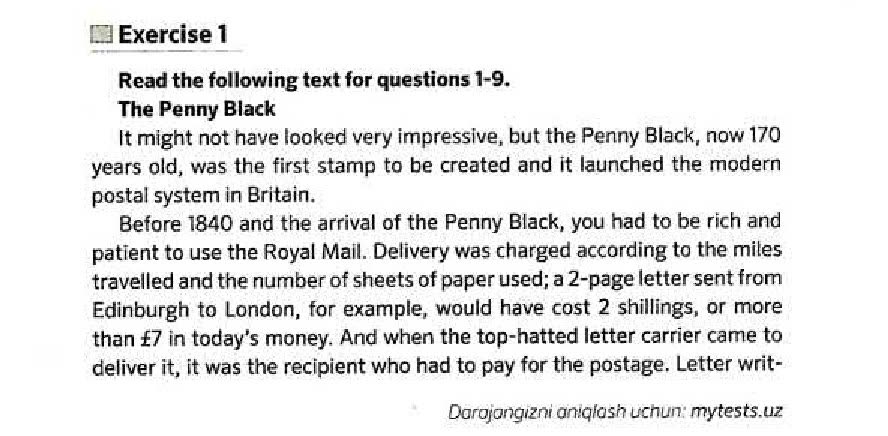 Exercise 1
Read the following text for questions 1-9.
The Penny Black
It might not have looked very impressive, but the Penny Black, now 170
years old, was the first stamp to be created and it launched the modern
postal system in Britain.
Before 1840 and the arrival of the Penny Black, you had to be rich and
patient to use the Royal Mail. Delivery was charged according to the miles
travelled and the number of sheets of paper used; a 2-page letter sent from
Edinburgh to London, for example, would have cost 2 shillings, or more
than £7 in today's money. And when the top-hatted letter carrier came to
deliver it, it was the recipient who had to pay for the postage. Letter writ-
Darajangizni aniqlash uchun: mytests.uz